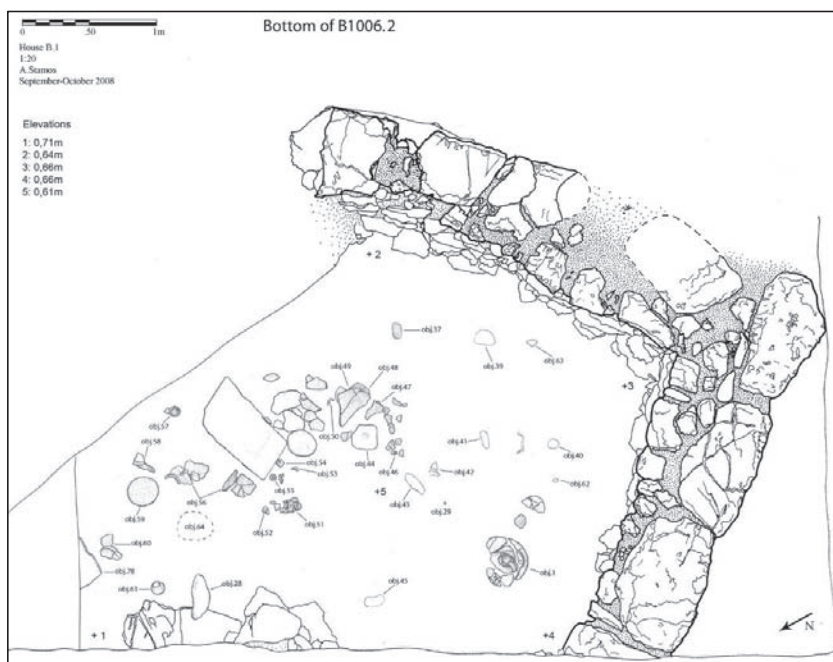 Bottom of B1006.2
0 .50 1m
House B.1
1:20
A.Stamos
September-October 2008
Elevations
1: 0,71m
2: 0,64m
3: 0,66m
4: 0,66m
5: 0,61m
+ 2
obj.37
obj.39
obj.63
+3
obj.49
obj.48
obj.47
obj.57
obj.50
obj.44
obj.46
obj.41
obj.40
obj.58
obj.54
obj.53
obj.42
obj.62
obj.56
obj.55
+5
obj.43
obj.59
obj.29
obj.64
obj.52
obj.51
obj.60
obj.1
obj.78
obj.61
obj.28
obj.45
+ 1
+4
N